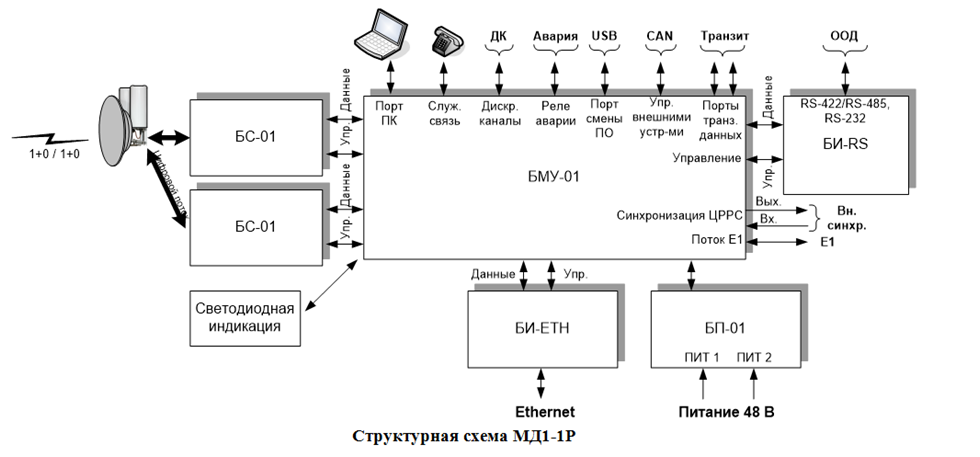 ДК
Авария
USB
CAN
Транзит
ООД
1+0 / 1+0
Цифровой поток
БС-01
Данные
Упр.
БС-01
Данные
Упр.
Порт
ПК
Служ.
связь
Дискр.
каналы
Реле
аварии
Порт
смены
ПО
Упр.
внешними
устр-ми
Порты
транз.
данных
Управление
БМУ-01
Синхронизация ЦРРС
Поток Е1
Данные
Упр.
RS-422/RS-485,
RS-232
БИ-RS
Вых.
Вх.
Вн.
синхр.
E1
Светодиодная
индикация
Данные
Упр.
БИ-ETH
БП-01
ПИТ 1
ПИТ 2
Ethernet
Питание 48 В
Структурная схема МД1-1Р